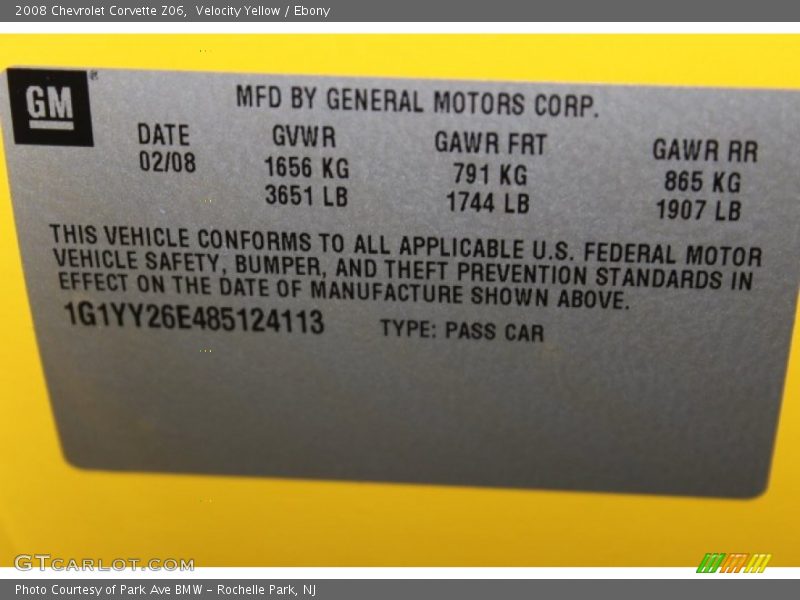 2008 Chevrolet Corvette Z06,  Velocity Yellow / Ebony
GM
MFD BY GENERAL MOTORS CORP.
DATE GVWR GAWR FRT GAWR RR
02/08 1656 KG 791 KG 865 KG
3651 LB 1744 LB 1907 LB
THIS VEHICLE CONFORMS TO ALL APPLICABLE U.S. FEDERAL MOTOR
VEHICLE SAFETY, BUMPER, AND THEFT PREVENTION STANDARDS IN
EFFECT ON THE DATE OF MANUFACTURE SHOWN ABOVE.
1G1YY26E485124113 TYPE: PASS CAR
GTCARLOT.COM
Photo Courtesy of Park Ave BMW - Rochelle Park, NJ